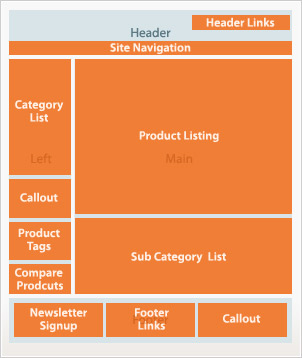 Header Links
Header
Site Navigation
Category
List
Left
Callout
Product
Tags
Compare
Prodcuts
Product Listing
Main
Sub Category List
Newsletter
Signup
Footer
Links
Callout